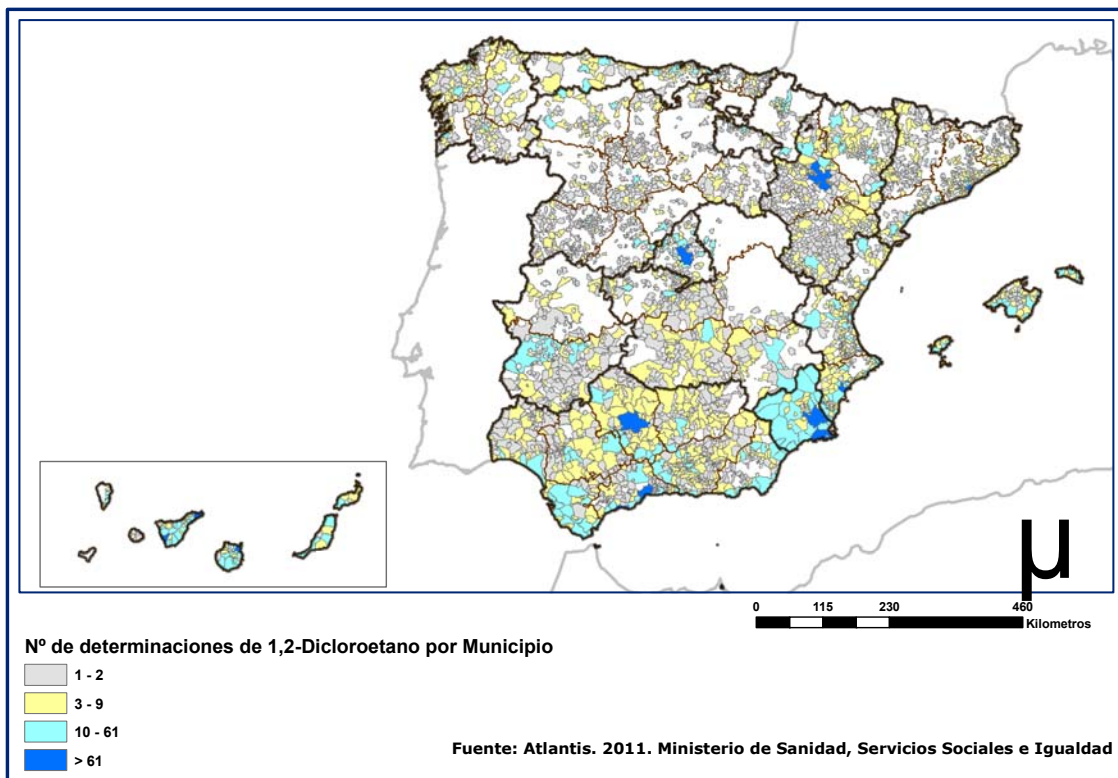 μ
0 115 230 460
Kilometros
Nº de determinaciones de 1,2-Dicloroetano por Municipio
1 - 2
3 - 9
10 - 61
> 61
Fuente: Atlantis. 2011. Ministerio de Sanidad, Servicios Sociales e Igualdad